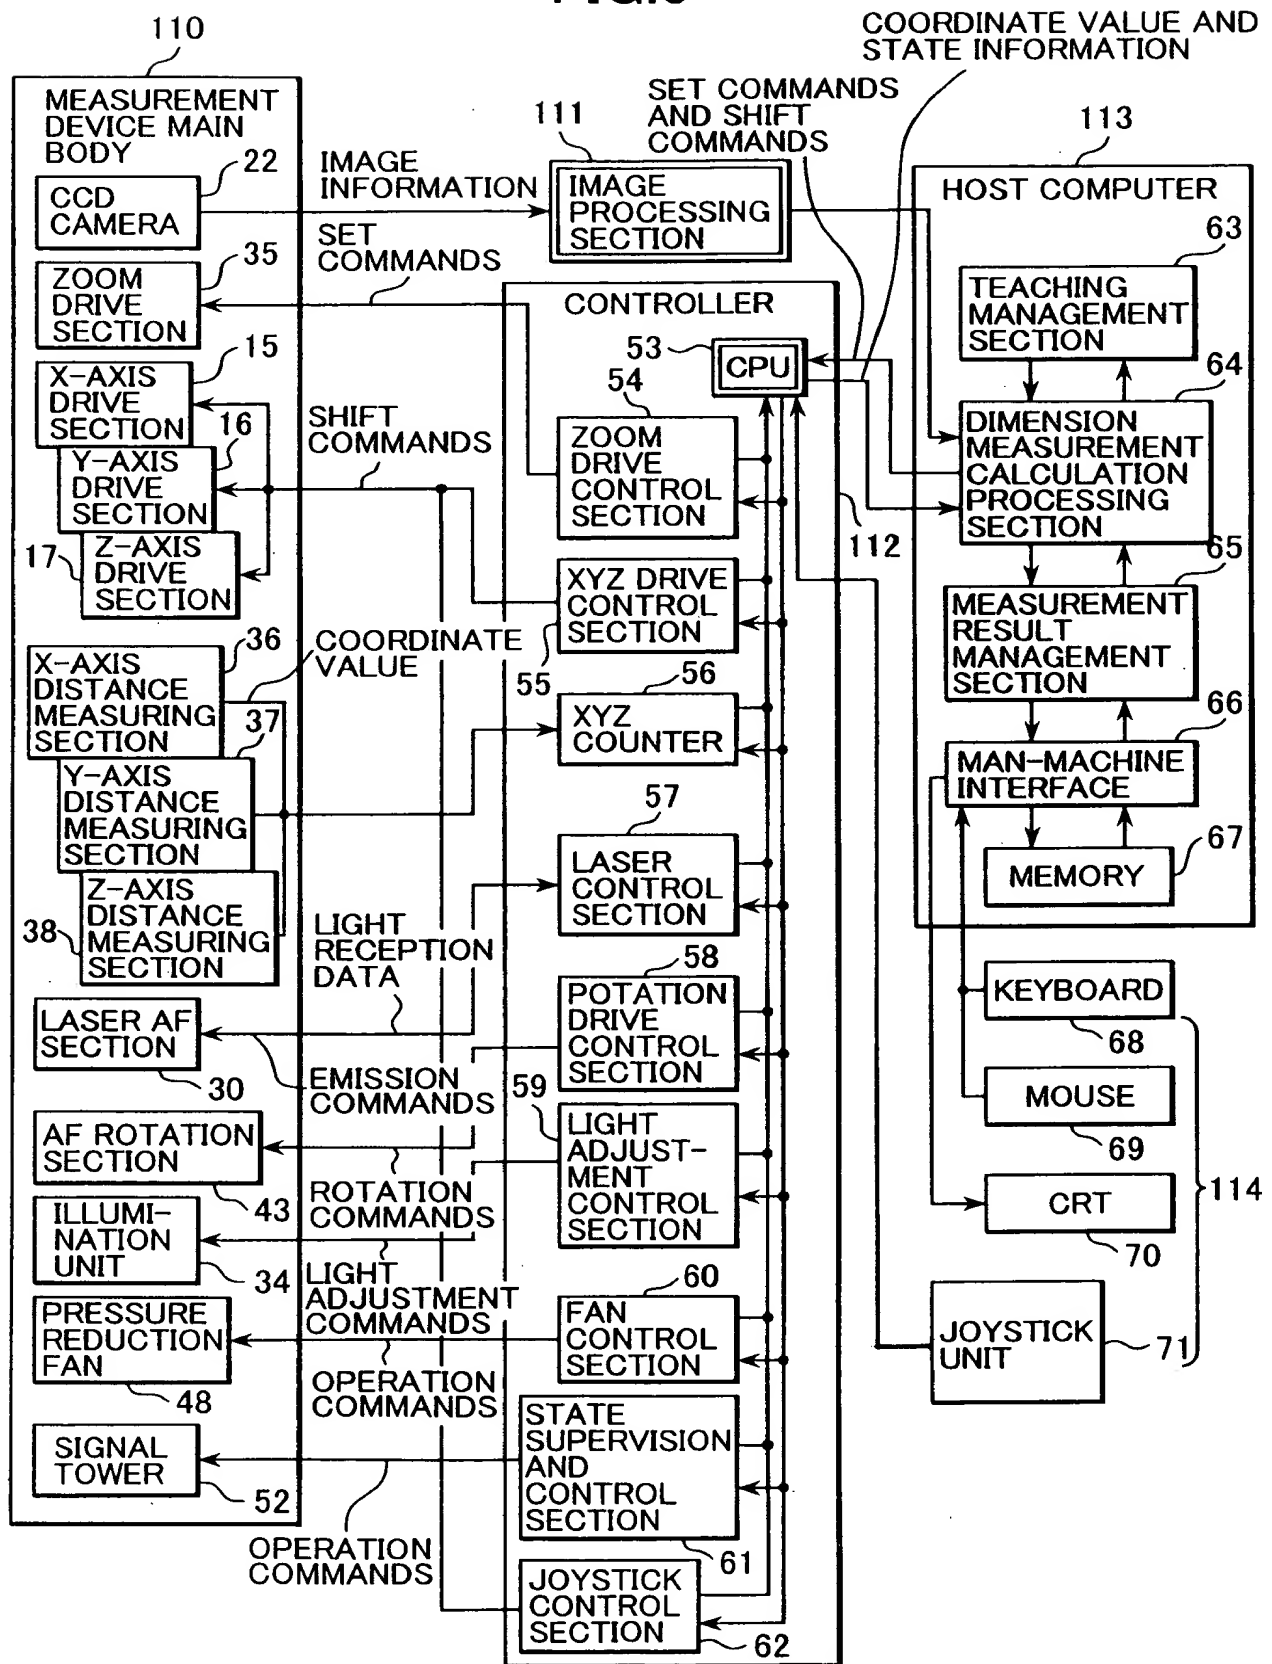 COORDINATE VALUE AND
STATE INFORMATION
110
MEASUREMENT
DEVICE MAIN
BODY
22
CCD
CAMERA
35
ZOOM
DRIVE
SECTION
15
X-AXIS
DRIVE
SECTION
16
Y-AXIS
DRIVE
SECTION
17
Z-AXIS
DRIVE
SECTION
36
X-AXIS
DISTANCE
MEASURING
SECTION
37
Y-AXIS
DISTANCE
MEASURING
SECTION
38
Z-AXIS
DISTANCE
MEASURING
SECTION
LASER AF
SECTION
30
AF ROTATION
SECTION
43
ILLUMI-
NATION
UNIT
34
PRESSURE
REDUCTION
FAN
48
SIGNAL
TOWER
52
IMAGE
INFORMATION
SET
COMMANDS
SHIFT
COMMANDS
COORDINATE
VALUE
LIGHT
RECEPTION
DATA
EMISSION
COMMANDS
ROTATION
COMMANDS
LIGHT
ADJUSTMENT
COMMANDS
OPERATION
COMMANDS
OPERATION
COMMANDS
111
IMAGE
PROCESSING
SECTION
SET COMMANDS
AND SHIFT
COMMANDS
CONTROLLER
53
CPU
54
ZOOM
DRIVE
CONTROL
SECTION
112
XYZ DRIVE
CONTROL
SECTION
55
56
XYZ
COUNTER
57
LASER
CONTROL
SECTION
58
POTATION
DRIVE
CONTROL
SECTION
59
LIGHT
ADJUST-
MENT
CONTROL
SECTION
60
FAN
CONTROL
SECTION
STATE
SUPERVISION
AND
CONTROL
SECTION
61
JOYSTICK
CONTROL
SECTION
62
113
HOST COMPUTER
63
TEACHING
MANAGEMENT
SECTION
64
DIMENSION
MEASUREMENT
CALCULATION
PROCESSING
SECTION
65
MEASUREMENT
RESULT
MANAGEMENT
SECTION
66
MAN-MACHINE
INTERFACE
67
MEMORY
KEYBOARD
68
MOUSE
69
CRT
70
114
JOYSTICK
UNIT
71